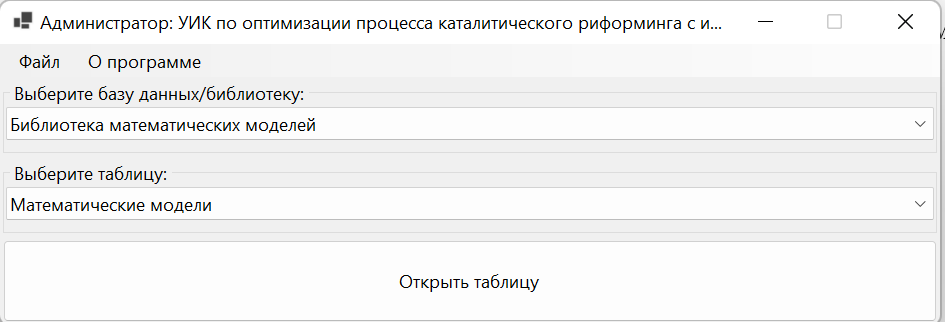 Администратор: УИК по оптимизации процесса каталитического риформинга с и...
Файл О программе
Выберите базу данных/библиотеку:
Библиотека математических моделей
Выберите таблицу:
Математические модели
Открыть таблицу